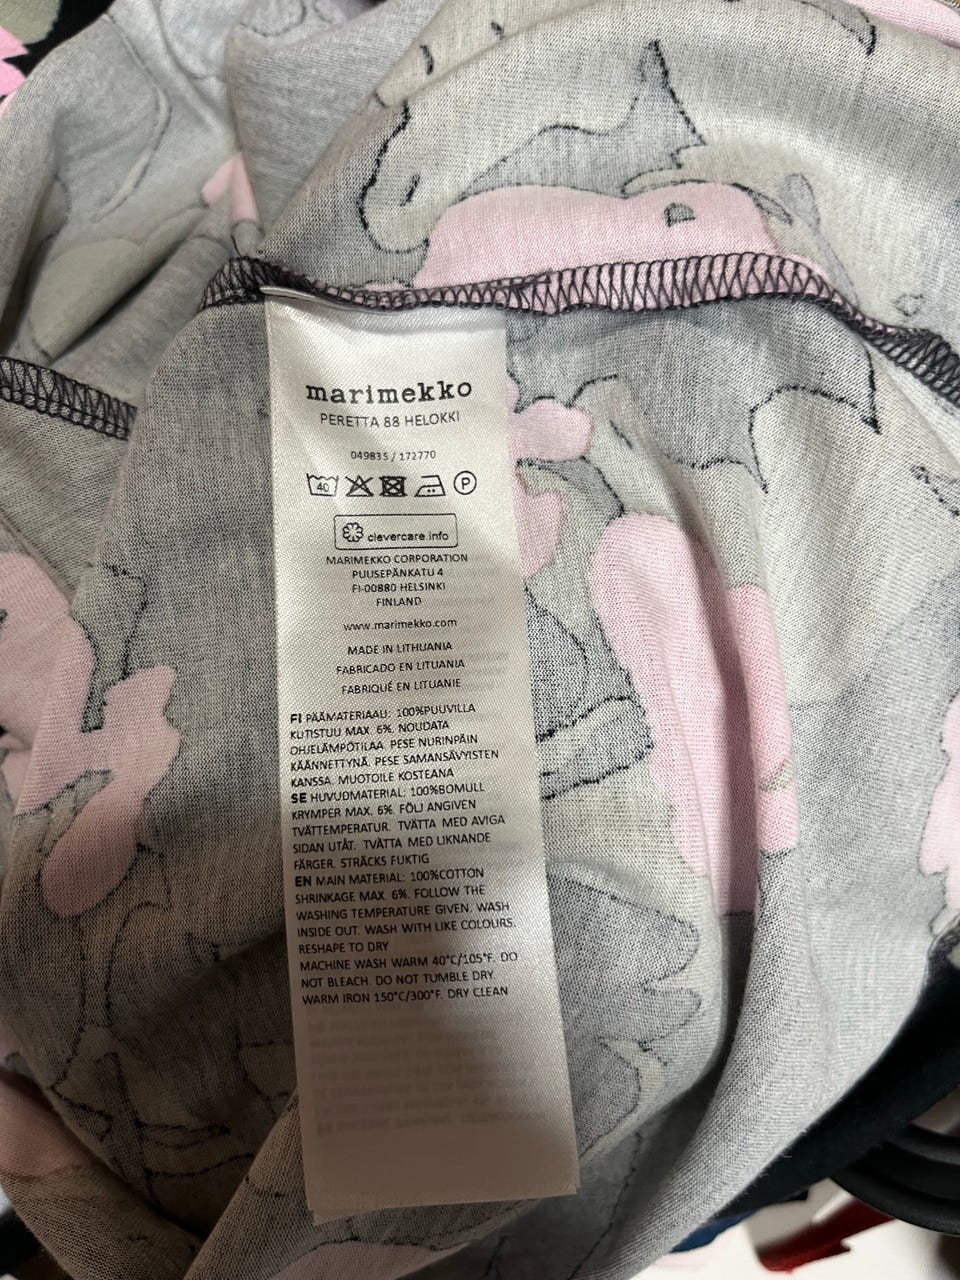 marimekko
PERETTA 88 HELOKKI
049835 / 172770
40 P
clevercare.info
MARIMEKKO CORPORATION
PUUSEPÄNKATU 4
FI-00880 HELSINKI
FINLAND
www.marimekko.com
MADE IN LITHUANIA
FABRICADO EN LITUANIA
FABRIQUÉ EN LITUANIE
FI PÄÄMATERIAALI: 100%PUUVILLA
KUTISTUU MAX. 6%. NOUDATA
OHJELÄMPÖTILAA. PESE NURINPÄIN
KÄÄNNETTYNÄ. PESE SAMANSÄVYISTEN
KANSSA. MUOTOILE KOSTEANA
SE HUVUDMATERIAL: 100%BOMULL
KRYMPER MAX. 6%. FÖLJ ANGIVEN
TVÄTTEMPERATUR. TVÄTTA MED AVIGA
SIDAN UTÅT. TVÄTTA MED LIKNANDE
FÄRGER. STRÄCKS FUKTIG
EN MAIN MATERIAL: 100%COTTON
SHRINKAGE MAX. 6%. FOLLOW THE
WASHING TEMPERATURE GIVEN. WASH
INSIDE OUT. WASH WITH LIKE COLOURS.
RESHAPE TO DRY
MACHINE WASH WARM 40°C/105°F. DO
NOT BLEACH. DO NOT TUMBLE DRY.
WARM IRON 150°C/300°F. DRY CLEAN